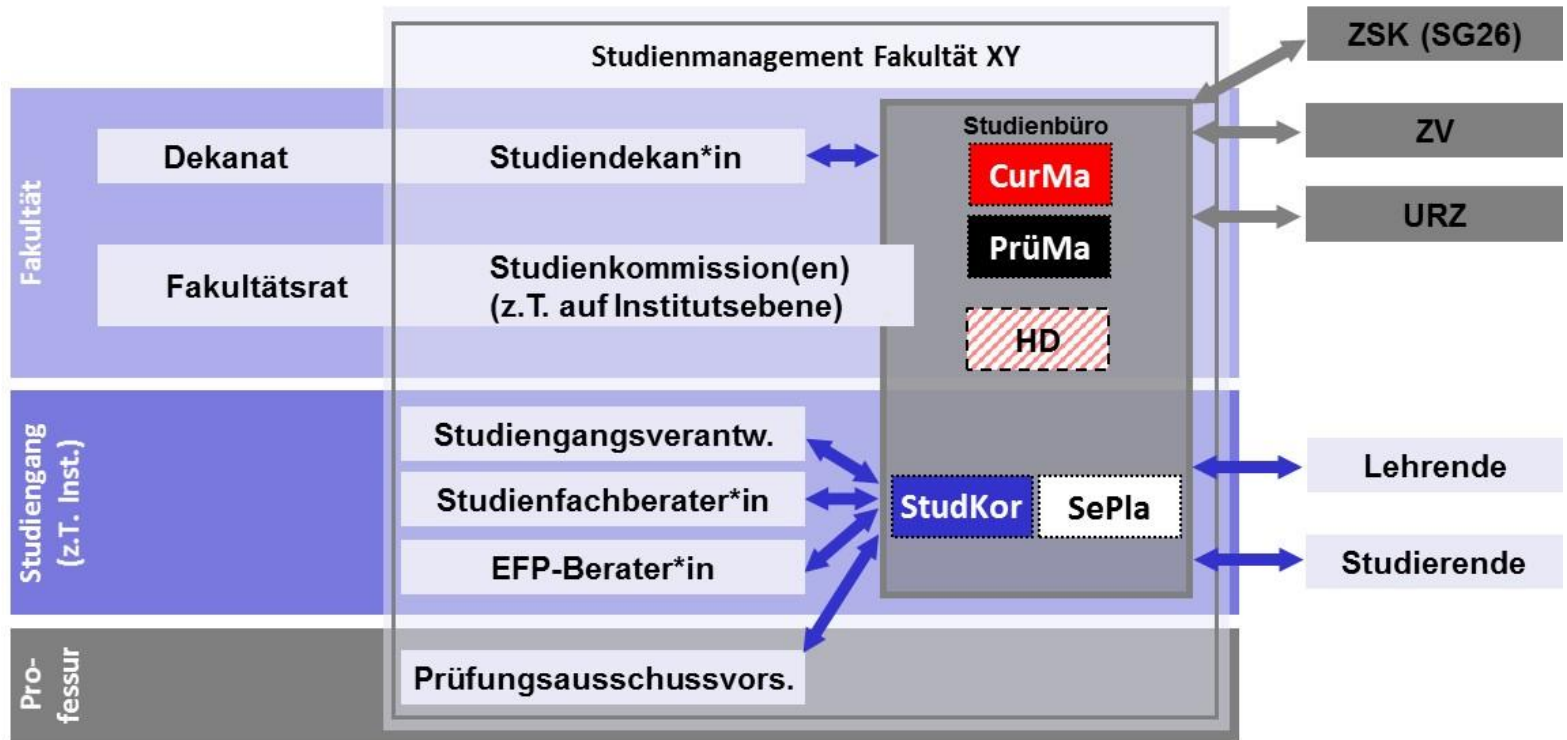 Studienmanagement Fakultät XY
ZSK (SG26)
ZV
URZ
Fakultät
Dekanat
Studiendekan*in
Studienbüro
CurMa
PrüMa
HD
Fakultätsrat
Studienkommission(en)
(z.T. auf Institutsebene)
Studiengang
(z.T. Inst.)
Studiengangsverantw.
Studienfachberater*in
EFP-Berater*in
StudKor
SePla
Lehrende
Studierende
Pro-
fessur
Prüfungsausschussvors.